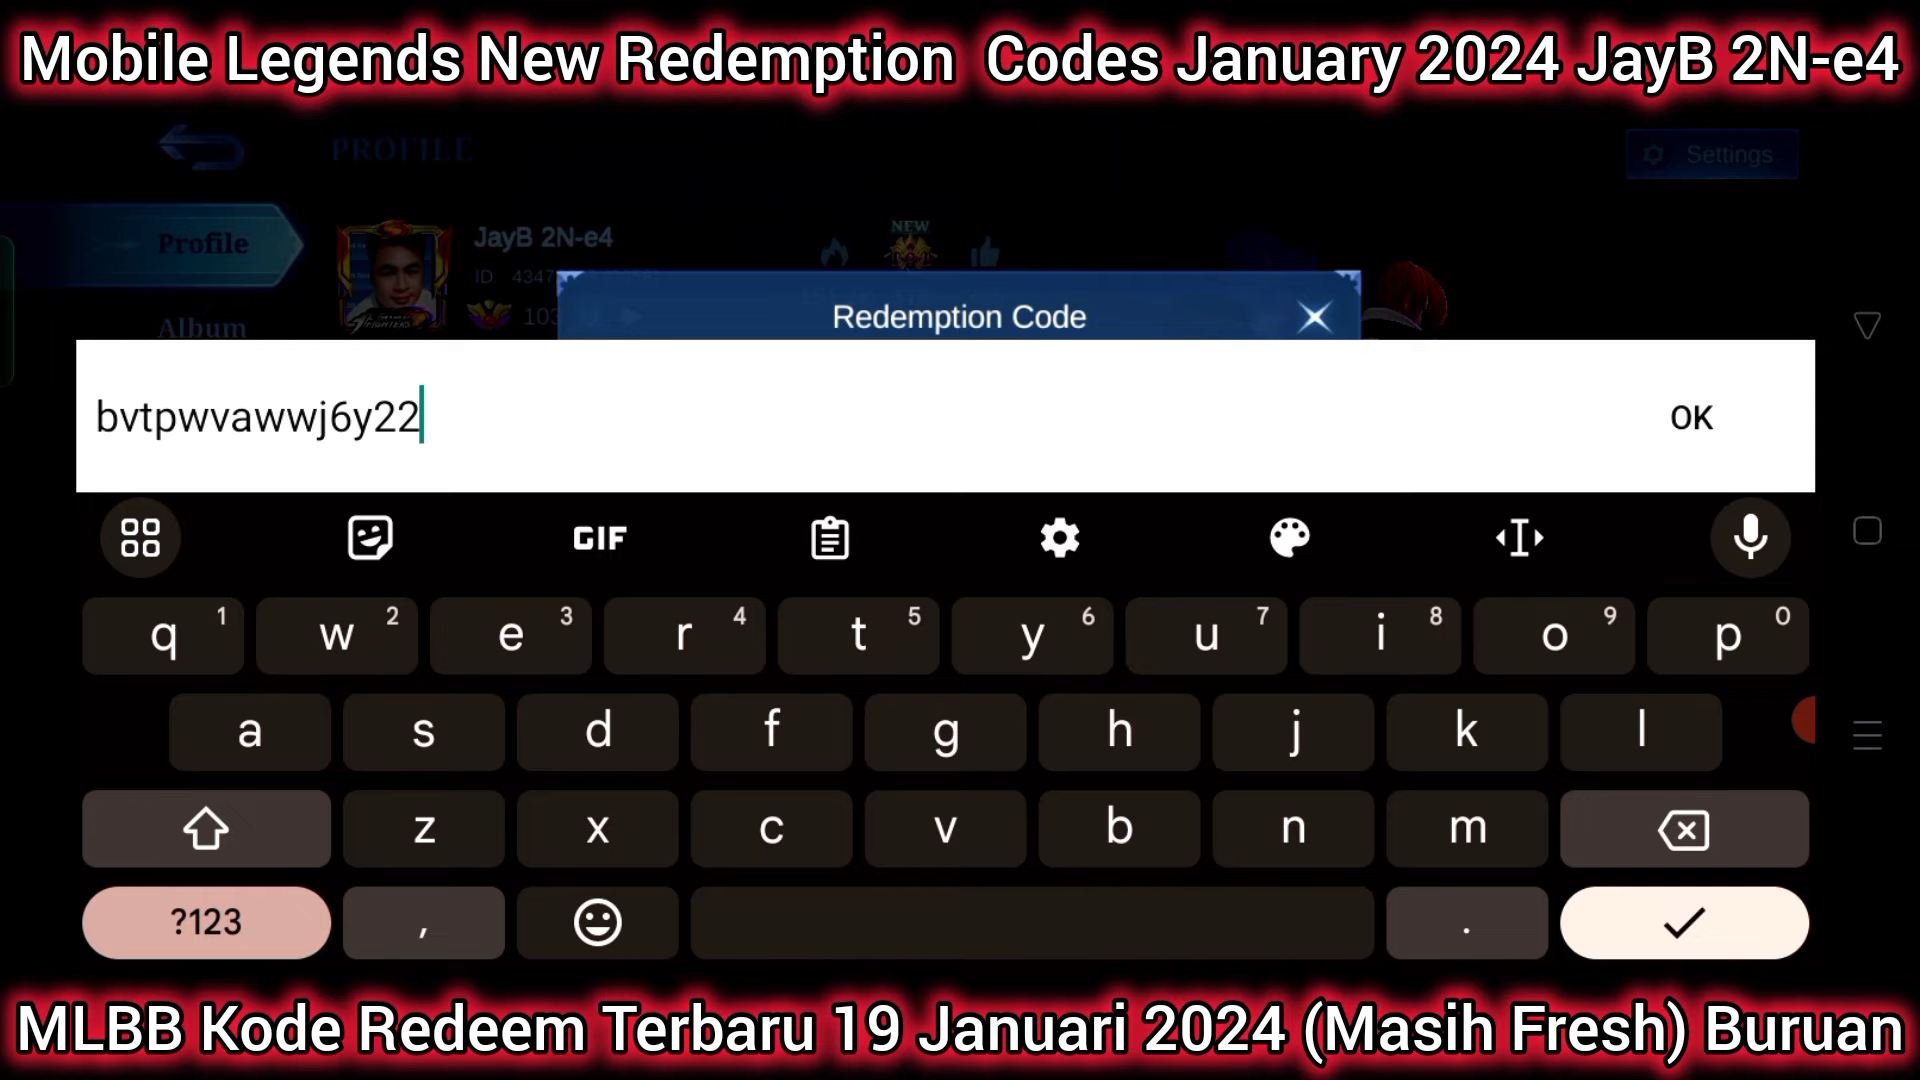 Mobile Legends New Redemption Codes January 2024 JayB 2N-e4
PROFILE
Settings
Profile
JayB 2N-e4
NEW
ID 4347
103
Album
Redemption Code
bvtpwvawwj6y22
OK
GIF
q 1 w 2 e 3 r 4 t 5 y 6 u 7 i 8 o 9 p 0
a s d f g h j k l
z x c v b n m
?123 , .
MLBB Kode Redeem Terbaru 19 Januari 2024 (Masih Fresh) Buruan